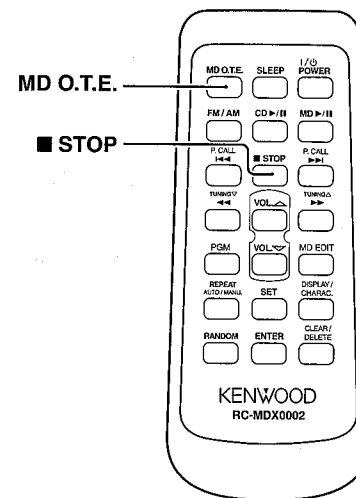 MD O.T.E.
■ STOP
MD O.T.E. SLEEP I/⏻ POWER
FM / AM CD ►/II MD ►/II
P. CALL I◄◄ ■ STOP P. CALL ►►I
TUNING▽ ◄◄ VOL.△ TUNING△ ►►
PGM VOL.▽ MD EDIT
REPEAT AUTO/MANU. SET DISPLAY/ CHARAC.
RANDOM ENTER CLEAR/ DELETE
KENWOOD
RC-MDX0002